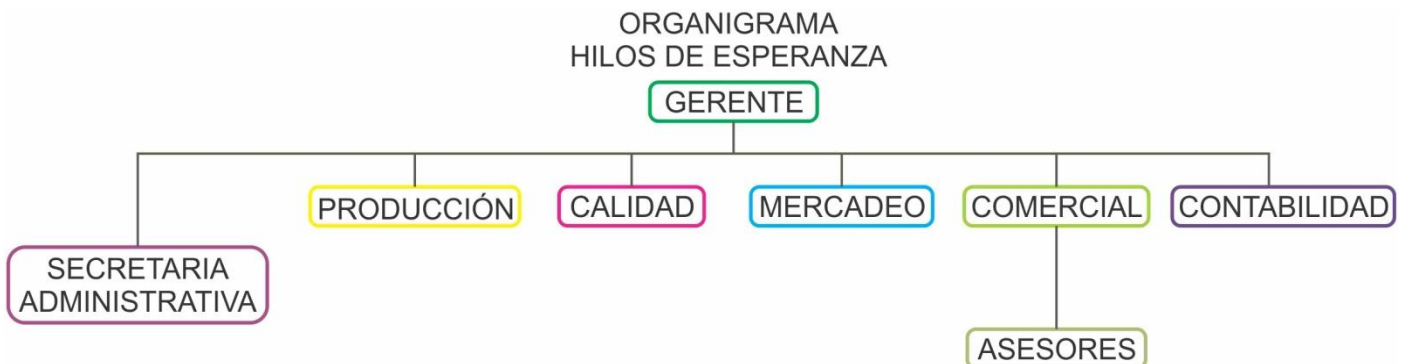 ORGANIGRAMA
HILOS DE ESPERANZA
GERENTE
PRODUCCIÓN
CALIDAD
MERCADEO
COMERCIAL
CONTABILIDAD
SECRETARIA
ADMINISTRATIVA
ASESORES